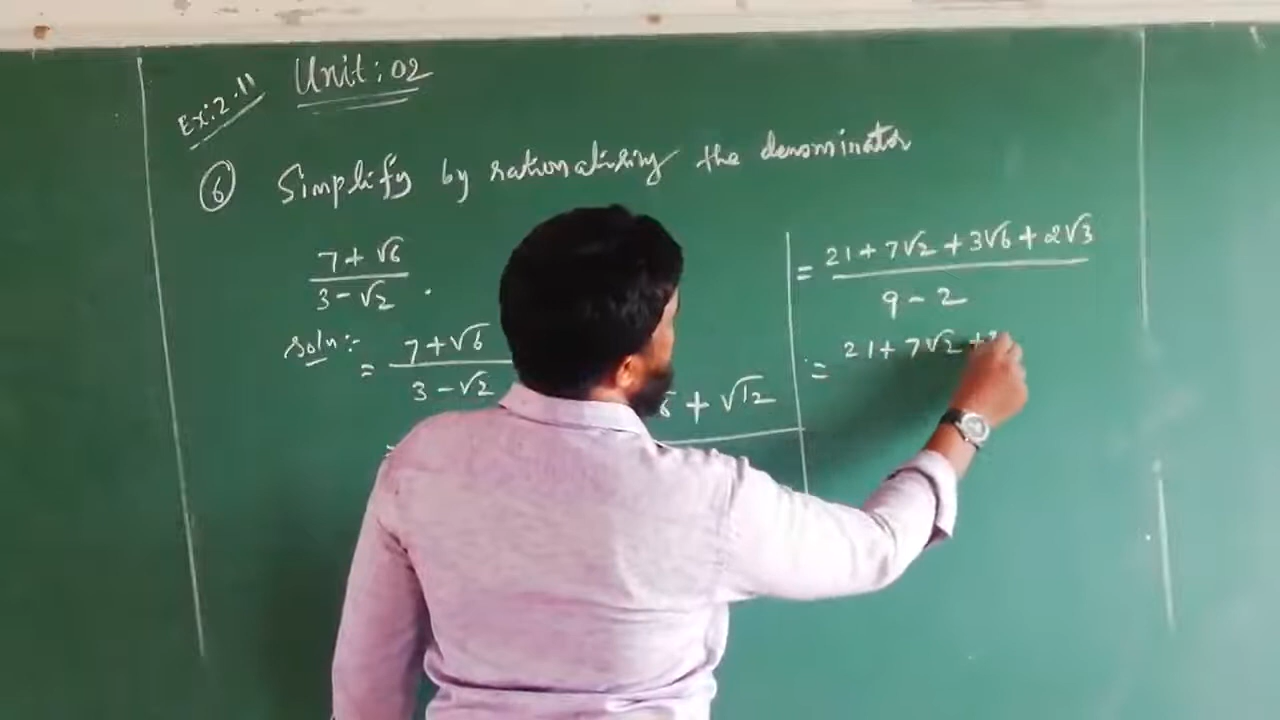 Unit: 02
Ex: 2.11
⑥ Simplify by rationalising the denominator
7 + √6
3 - √2 .
Soln :-
= 7 + √6
3 - √2
+ √12
= 21 + 7√2 + 3√6 + 2√3
9 - 2
= 21 + 7√2 +